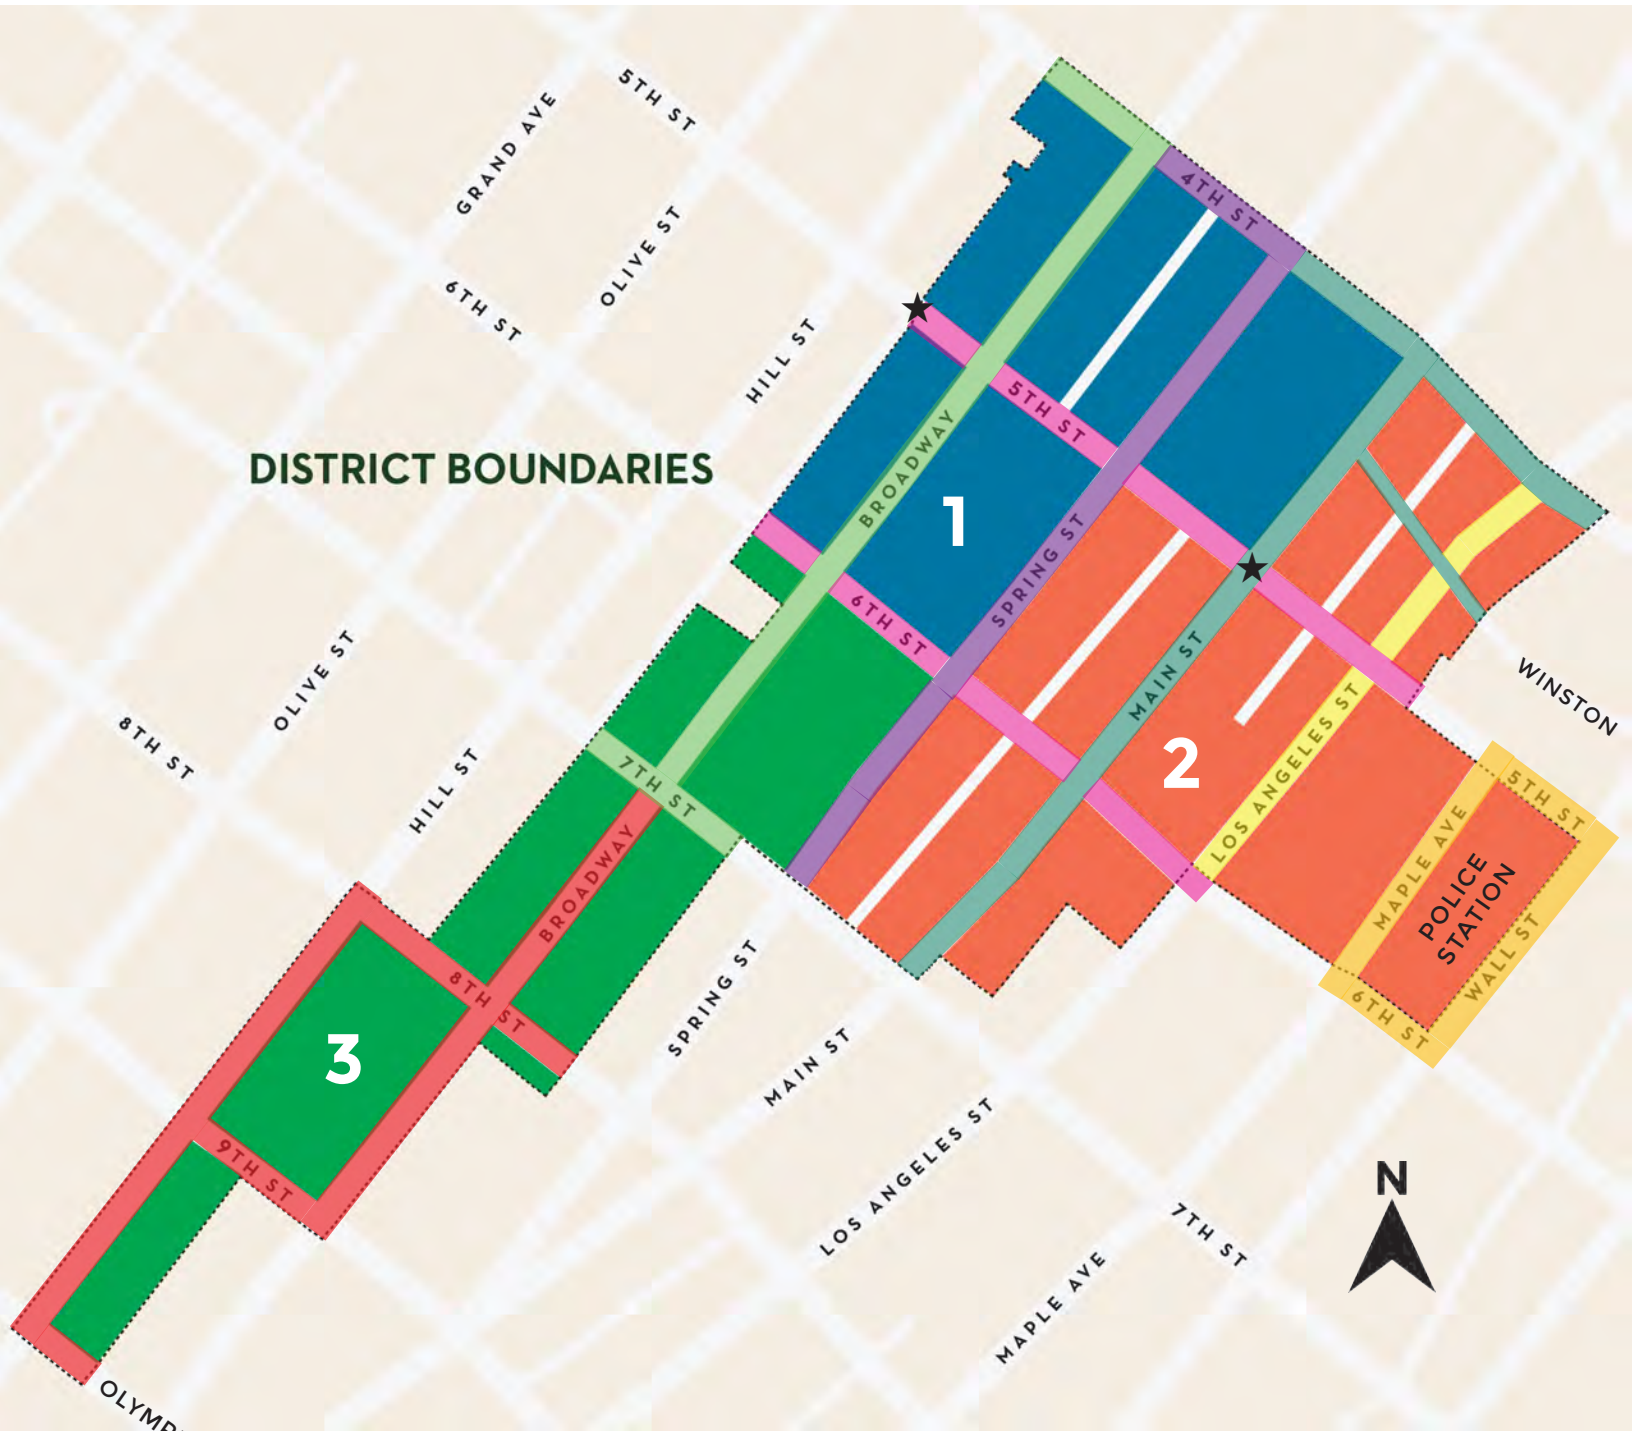 5TH ST
GRAND AVE
4TH ST
OLIVE ST
6TH ST
HILL ST
5TH ST
DISTRICT BOUNDARIES
BROADWAY
1
SPRING ST
6TH ST
MAIN ST
WINSTON
OLIVE ST
8TH ST
HILL ST
7TH ST
2
LOS ANGELES ST
5TH ST
MAPLE AVE
POLICE
STATION
WALL ST
6TH ST
BROADWAY
8TH ST
3
SPRING ST
MAIN ST
9TH ST
LOS ANGELES ST
N
7TH ST
MAPLE AVE